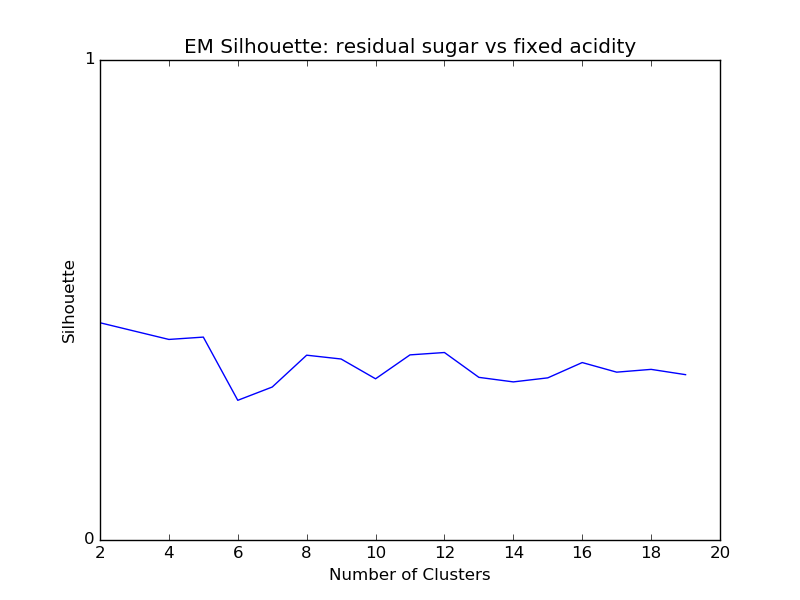 EM Silhouette: residual sugar vs fixed acidity
1
Silhouette
0
2 4 6 8 10 12 14 16 18 20
Number of Clusters